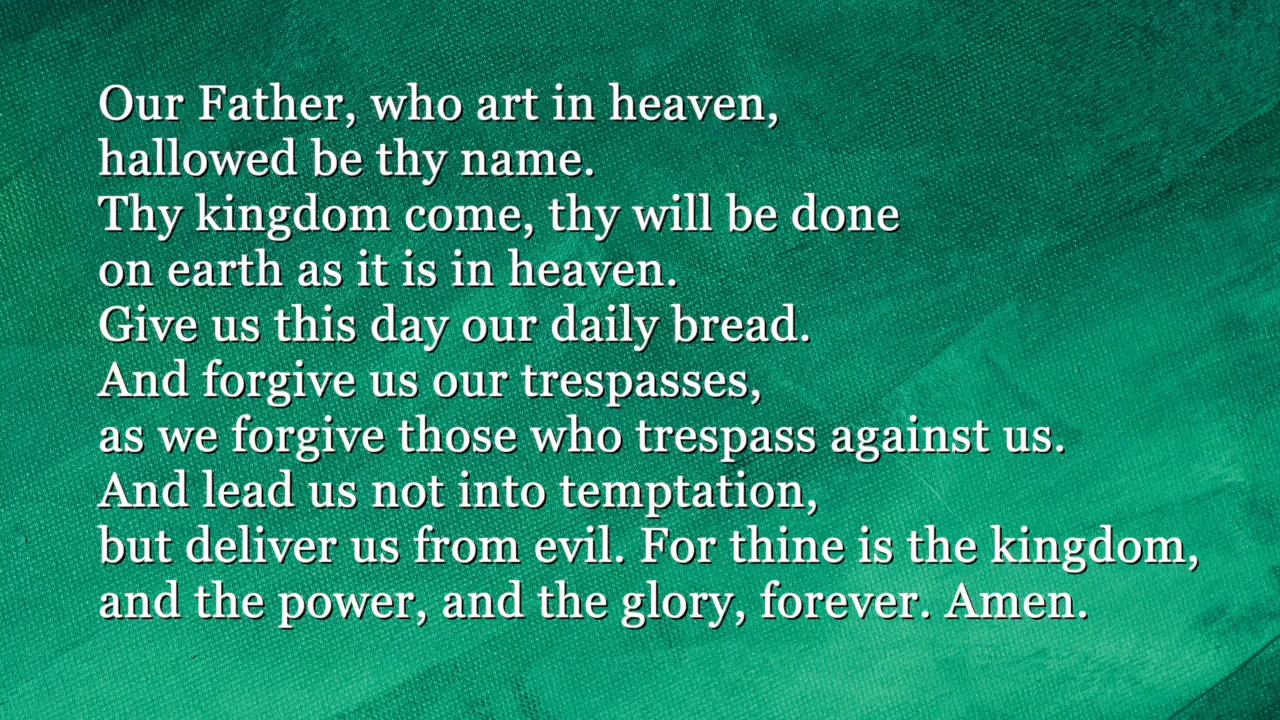 Our Father, who art in heaven,
hallowed be thy name.
Thy kingdom come, thy will be done
on earth as it is in heaven.
Give us this day our daily bread.
And forgive us our trespasses,
as we forgive those who trespass against us.
And lead us not into temptation,
but deliver us from evil. For thine is the kingdom,
and the power, and the glory, forever. Amen.